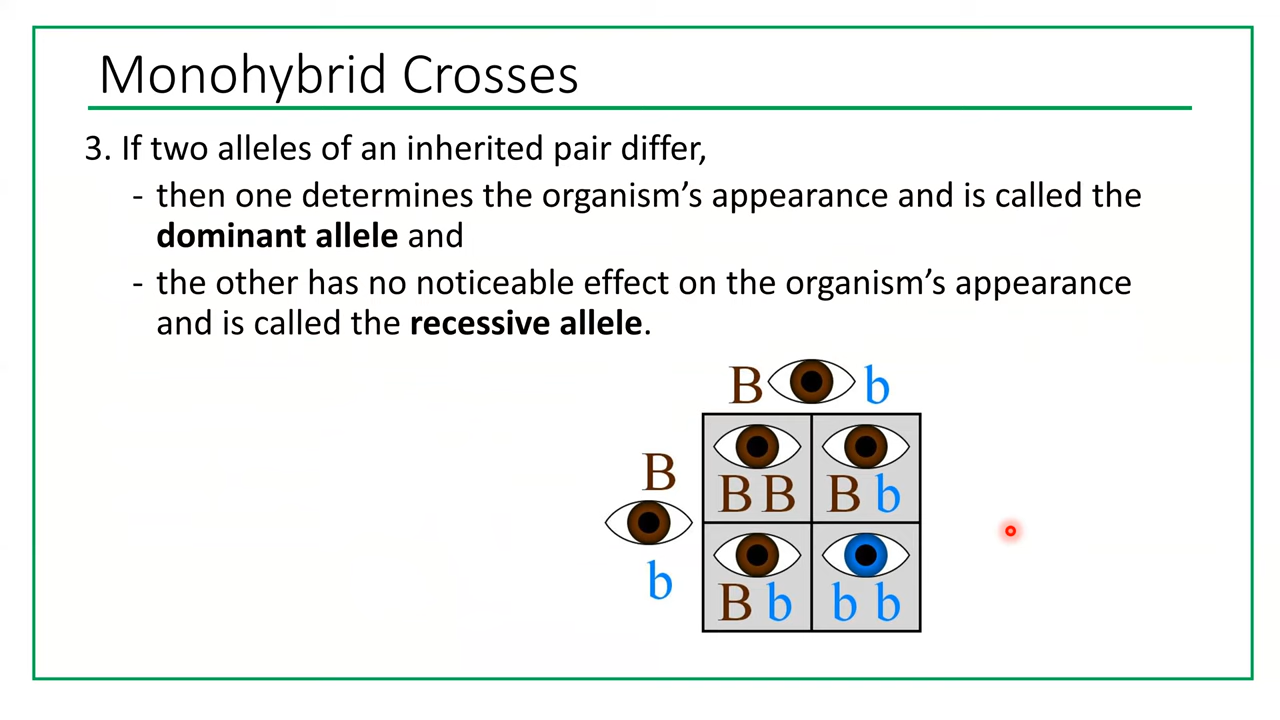 Monohybrid Crosses
3. If two alleles of an inherited pair differ,
- then one determines the organism’s appearance and is called the
dominant allele and
- the other has no noticeable effect on the organism’s appearance
and is called the recessive allele.
B b
B
B B B b
b
B b b b